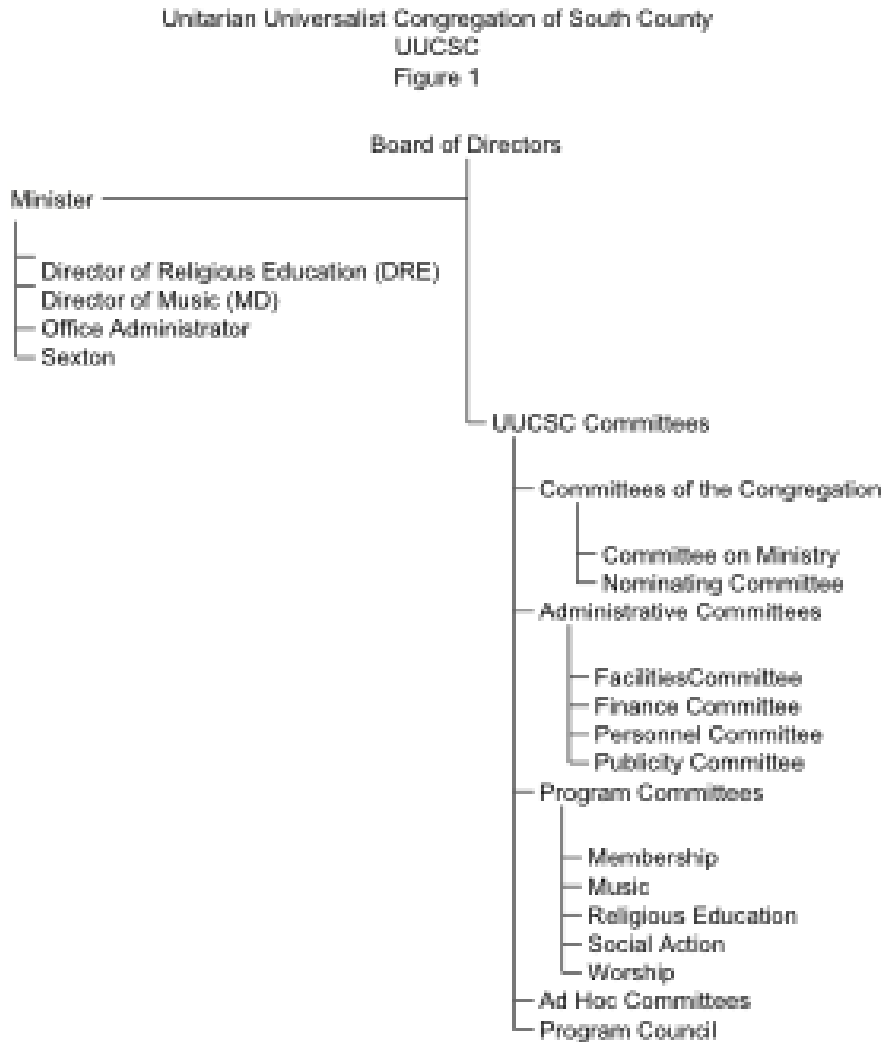 Unitarian Universalist Congregation of South County
UUCSC
Figure 1
Board of Directors
Minister
Director of Religious Education (DRE)
Director of Music (MD)
Office Administrator
Sexton
UUCSC Committees
Committees of the Congregation
Committee on Ministry
Nominating Committee
Administrative Committees
FacilitiesCommittee
Finance Committee
Personnel Committee
Publicity Committee
Program Committees
Membership
Music
Religious Education
Social Action
Worship
Ad Hoc Committees
Program Council